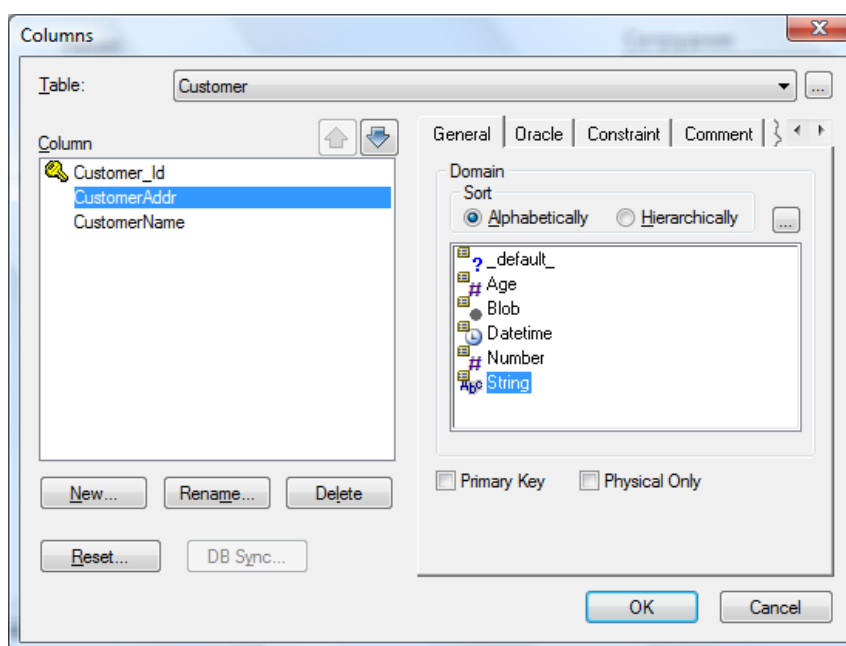 Columns
Table: Customer ...
Column
Customer_Id
CustomerAddr
CustomerName
New... Rename... Delete
Reset... DB Sync...
General Oracle Constraint Comment
Domain
Sort
Alphabetically Hierarchically ...
_default_
Age
Blob
Datetime
Number
String
Primary Key Physical Only
OK Cancel